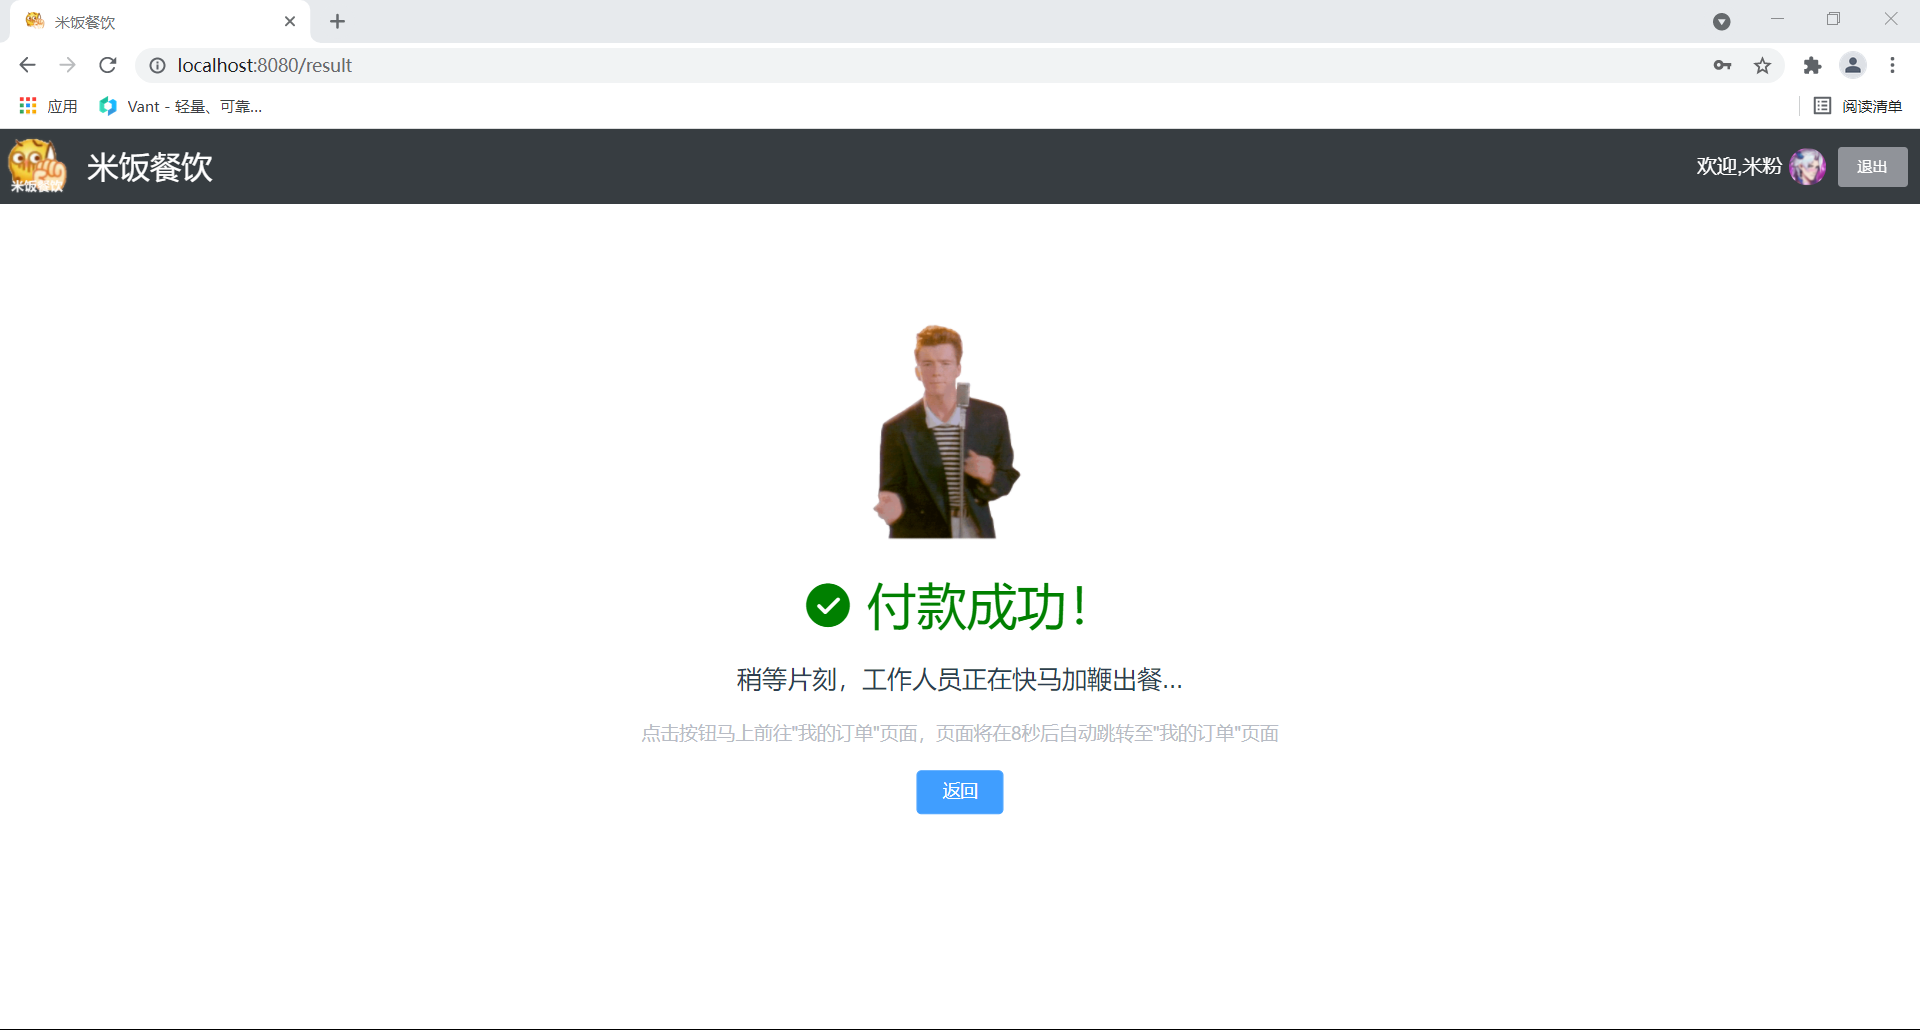 米饭餐饮
localhost:8080/result
应用
Vant - 轻量、可靠...
阅读清单
米饭餐饮
米饭餐饮
欢迎,米粉
退出
付款成功！
稍等片刻，工作人员正在快马加鞭出餐...
点击按钮马上前往"我的订单"页面，页面将在8秒后自动跳转至"我的订单"页面
返回